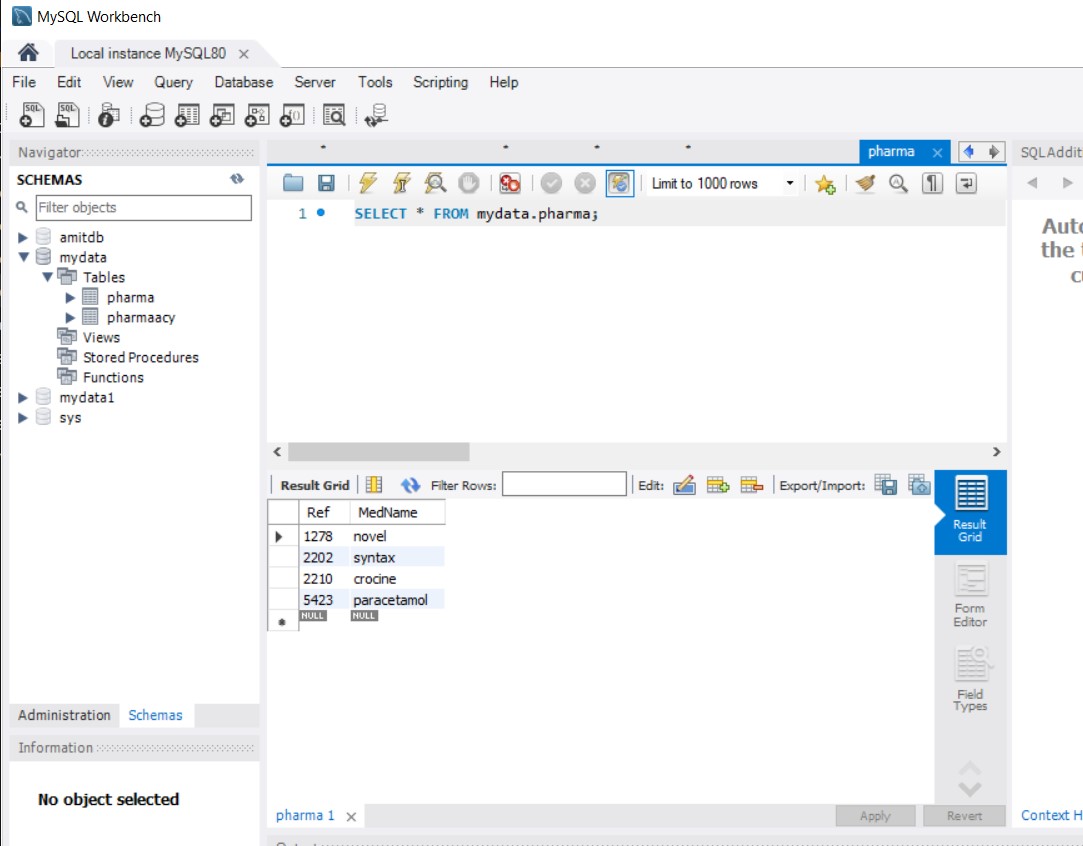 MySQL Workbench
Local instance MySQL80
File Edit View Query Database Server Tools Scripting Help
SQL SQL
Navigator
SCHEMAS
Filter objects
amitdb
mydata
Tables
pharma
pharmaacy
Views
Stored Procedures
Functions
mydata1
sys
Administration Schemas
Information
No object selected
* * * * pharma
Limit to 1000 rows
1 SELECT * FROM mydata.pharma;
Result Grid Filter Rows: Edit: Export/Import:
Ref MedName
1278 novel
2202 syntax
2210 crocine
5423 paracetamol
* NULL NULL
Result
Grid
Form
Editor
Field
Types
pharma 1 Apply Revert
SQLAdditi
Auto
the
Context H